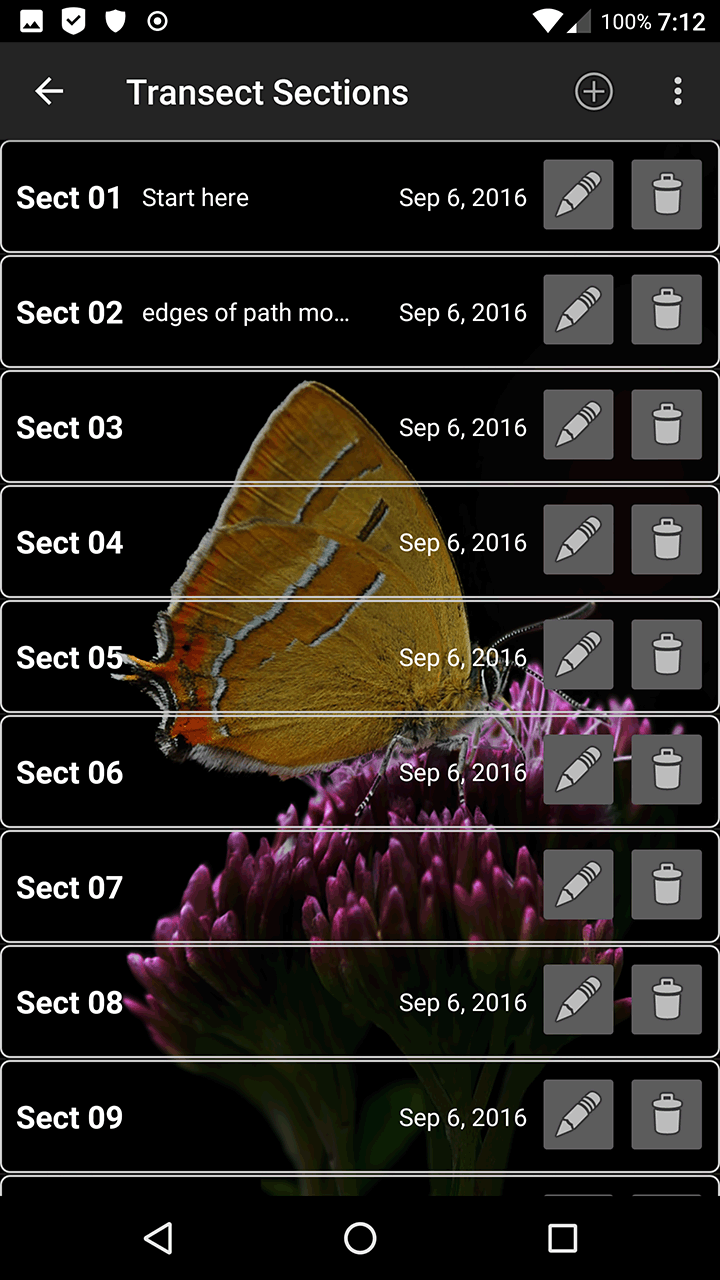 100% 7:12
Transect Sections
Sect 01 Start here Sep 6, 2016
Sect 02 edges of path mo... Sep 6, 2016
Sect 03 Sep 6, 2016
Sect 04 Sep 6, 2016
Sect 05 Sep 6, 2016
Sect 06 Sep 6, 2016
Sect 07
Sect 08 Sep 6, 2016
Sect 09 Sep 6, 2016